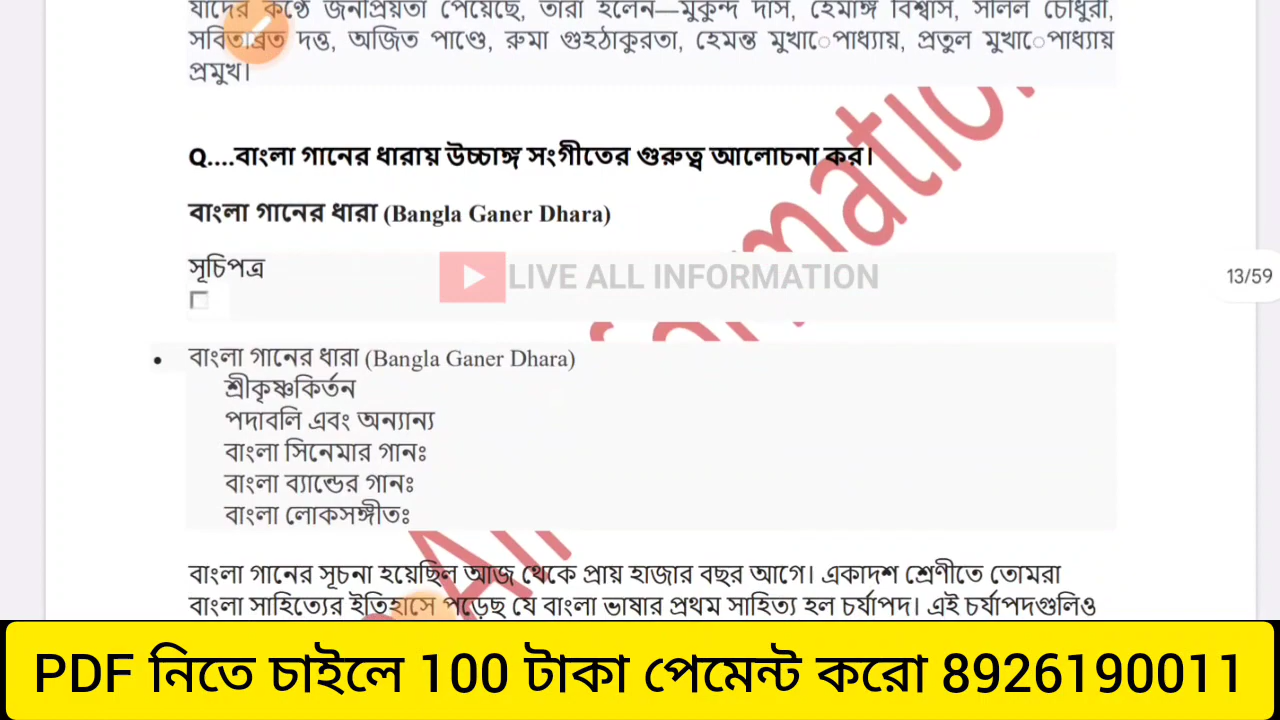 যাদের কণ্ঠে জনপ্রিয়তা পেয়েছে, তারা হলেন—মুকুন্দ দাস, হেমাঙ্গ বিশ্বাস, সলিল চৌধুরী,
সবিতাব্রত দত্ত, অজিত পাণ্ডে, রুমা গুহঠাকুরতা, হেমন্ত মুখাোপাধ্যায়, প্রতুল মুখাোপাধ্যায়
প্রমুখ।
Q....বাংলা গানের ধারায় উচ্চাঙ্গ সংগীতের গুরুত্ব আলোচনা কর।
বাংলা গানের ধারা (Bangla Ganer Dhara)
সূচিপত্র
LIVE ALL INFORMATION
13/59
• বাংলা গানের ধারা (Bangla Ganer Dhara)
শ্রীকৃষ্ণকির্তন
পদাবলি এবং অন্যান্য
বাংলা সিনেমার গানঃ
বাংলা ব্যান্ডের গানঃ
বাংলা লোকসঙ্গীতঃ
বাংলা গানের সূচনা হয়েছিল আজ থেকে প্রায় হাজার বছর আগে। একাদশ শ্রেণীতে তোমরা
বাংলা সাহিত্যের ইতিহাসে পড়েছ যে বাংলা ভাষার প্রথম সাহিত্য হল চর্যাপদ। এই চর্যাপদগুলিও
PDF নিতে চাইলে 100 টাকা পেমেন্ট করো 8926190011